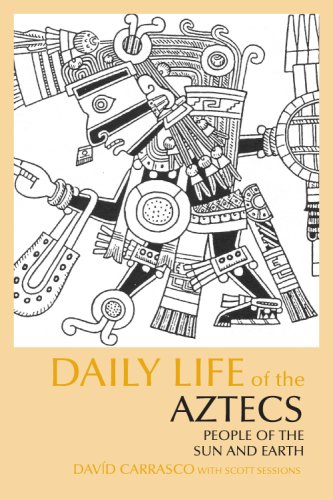 DAILY LIFE of the
AZTECS
PEOPLE OF THE
SUN AND EARTH
DAVÍD CARRASCO WITH SCOTT SESSIONS